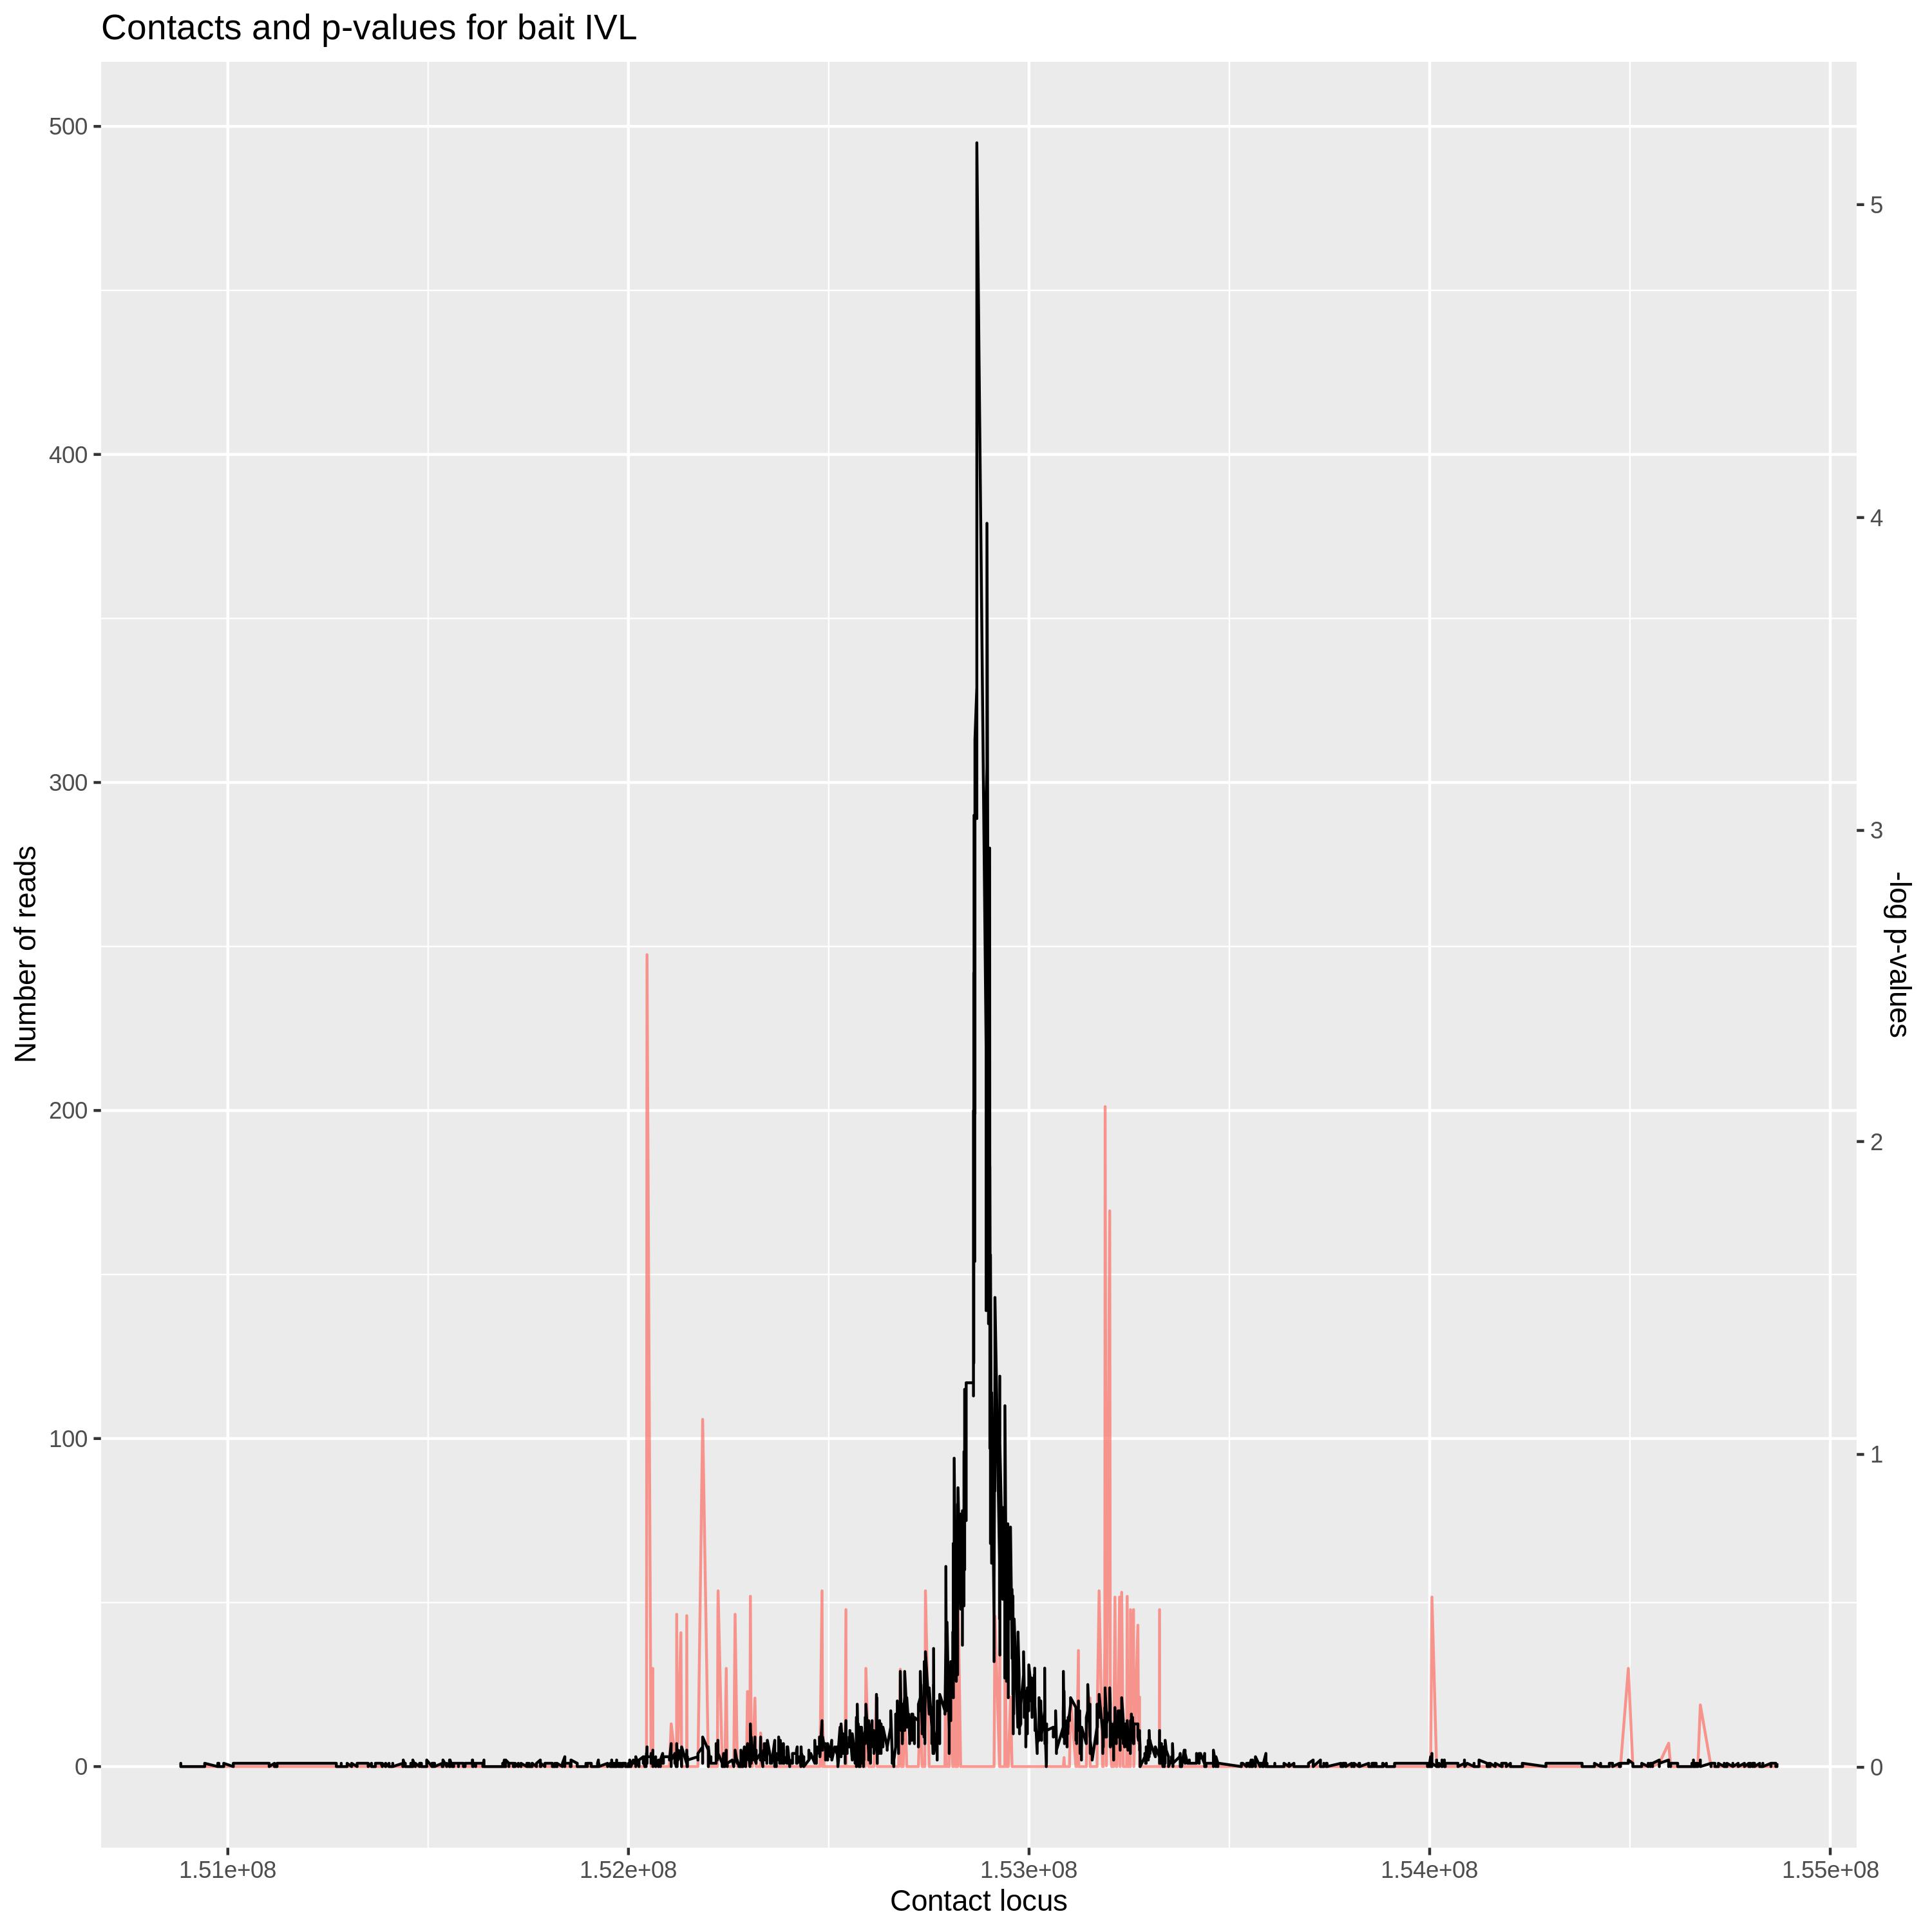 Contacts and p-values for bait IVL
500
400
300
200
100
0
5
4
3
2
1
0
Number of reads
-log p-values
1.51e+08
1.52e+08
1.53e+08
1.54e+08
1.55e+08
Contact locus